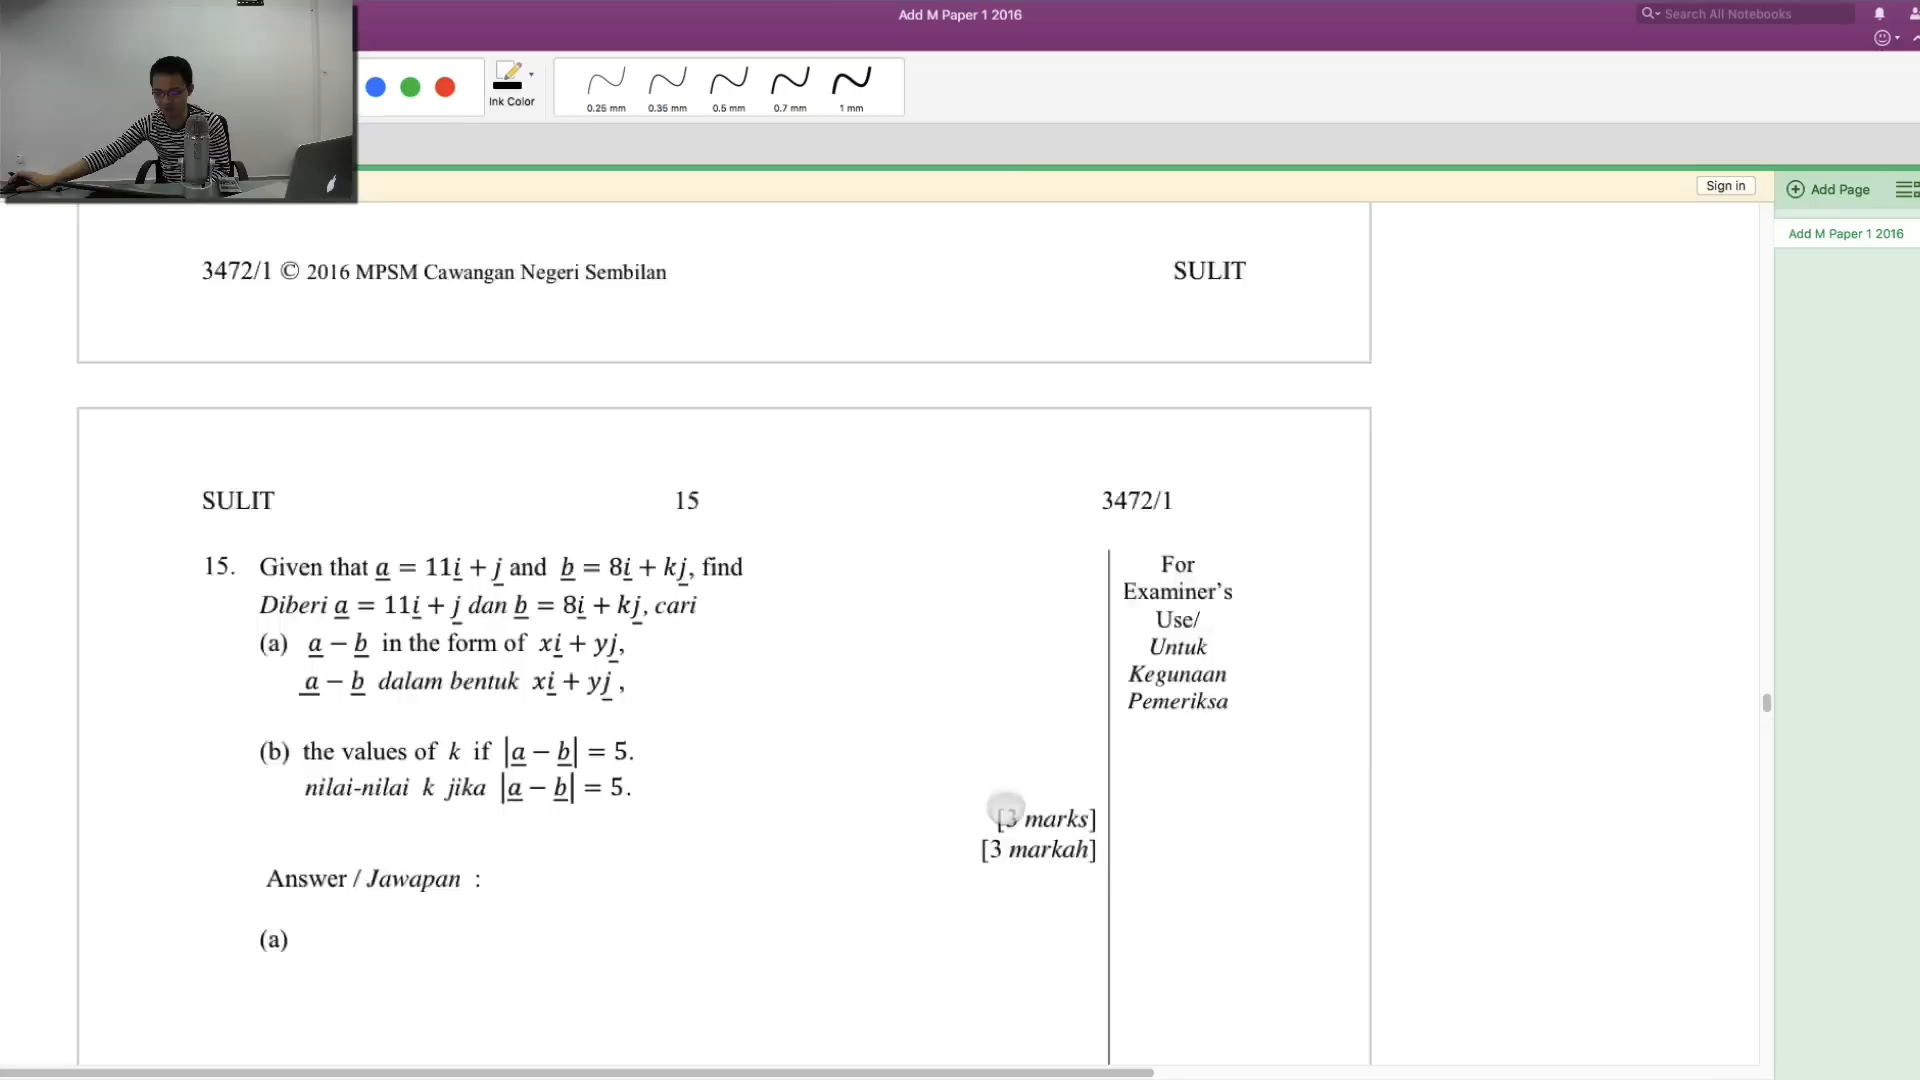 Add M Paper 1 2016
Search All Notebooks
Ink Color
0.25 mm
0.35 mm
0.5 mm
0.7 mm
1 mm
Sign in
Add Page
Add M Paper 1 2016
3472/1 © 2016 MPSM Cawangan Negeri Sembilan
SULIT
SULIT
15
3472/1
15. Given that a = 11i + j and b = 8i + kj, find
Diberi a = 11i + j dan b = 8i + kj, cari
(a) a − b in the form of xi + yj,
a − b dalam bentuk xi + yj ,
(b) the values of k if |a − b| = 5.
nilai-nilai k jika |a − b| = 5.
[3 marks]
[3 markah]
Answer / Jawapan :
(a)
For
Examiner's
Use/
Untuk
Kegunaan
Pemeriksa